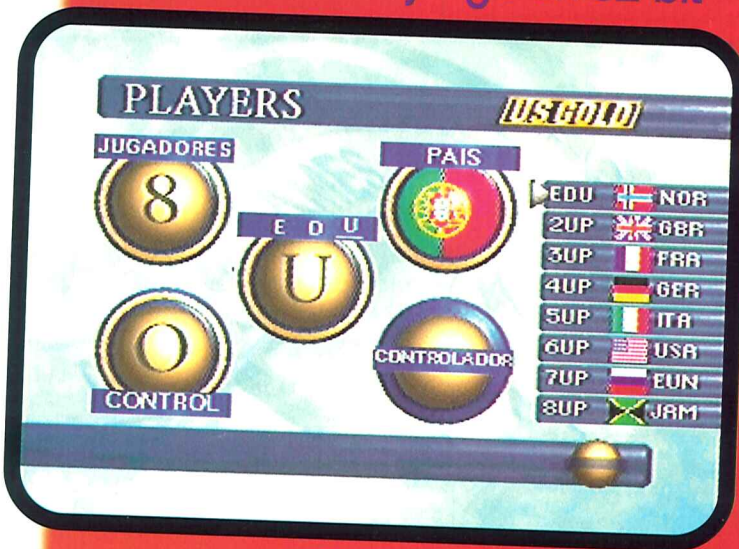 PLAYERS
U.S. GOLD
JUGADORES
8
PAIS
E D U
U
O
CONTROL
CONTROLADOR
EDU NOR
2UP GBR
3UP FRA
4UP GER
5UP ITA
6UP USA
7UP EUN
8UP JAM